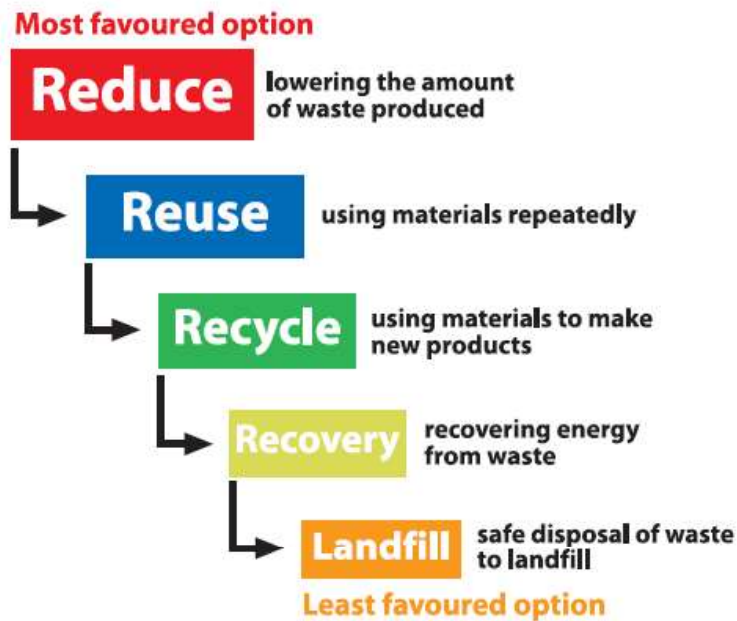 Most favoured option
Reduce
lowering the amount
of waste produced
Reuse
using materials repeatedly
Recycle
using materials to make
new products
Recovery
recovering energy
from waste
Landfill
safe disposal of waste
to landfill
Least favoured option